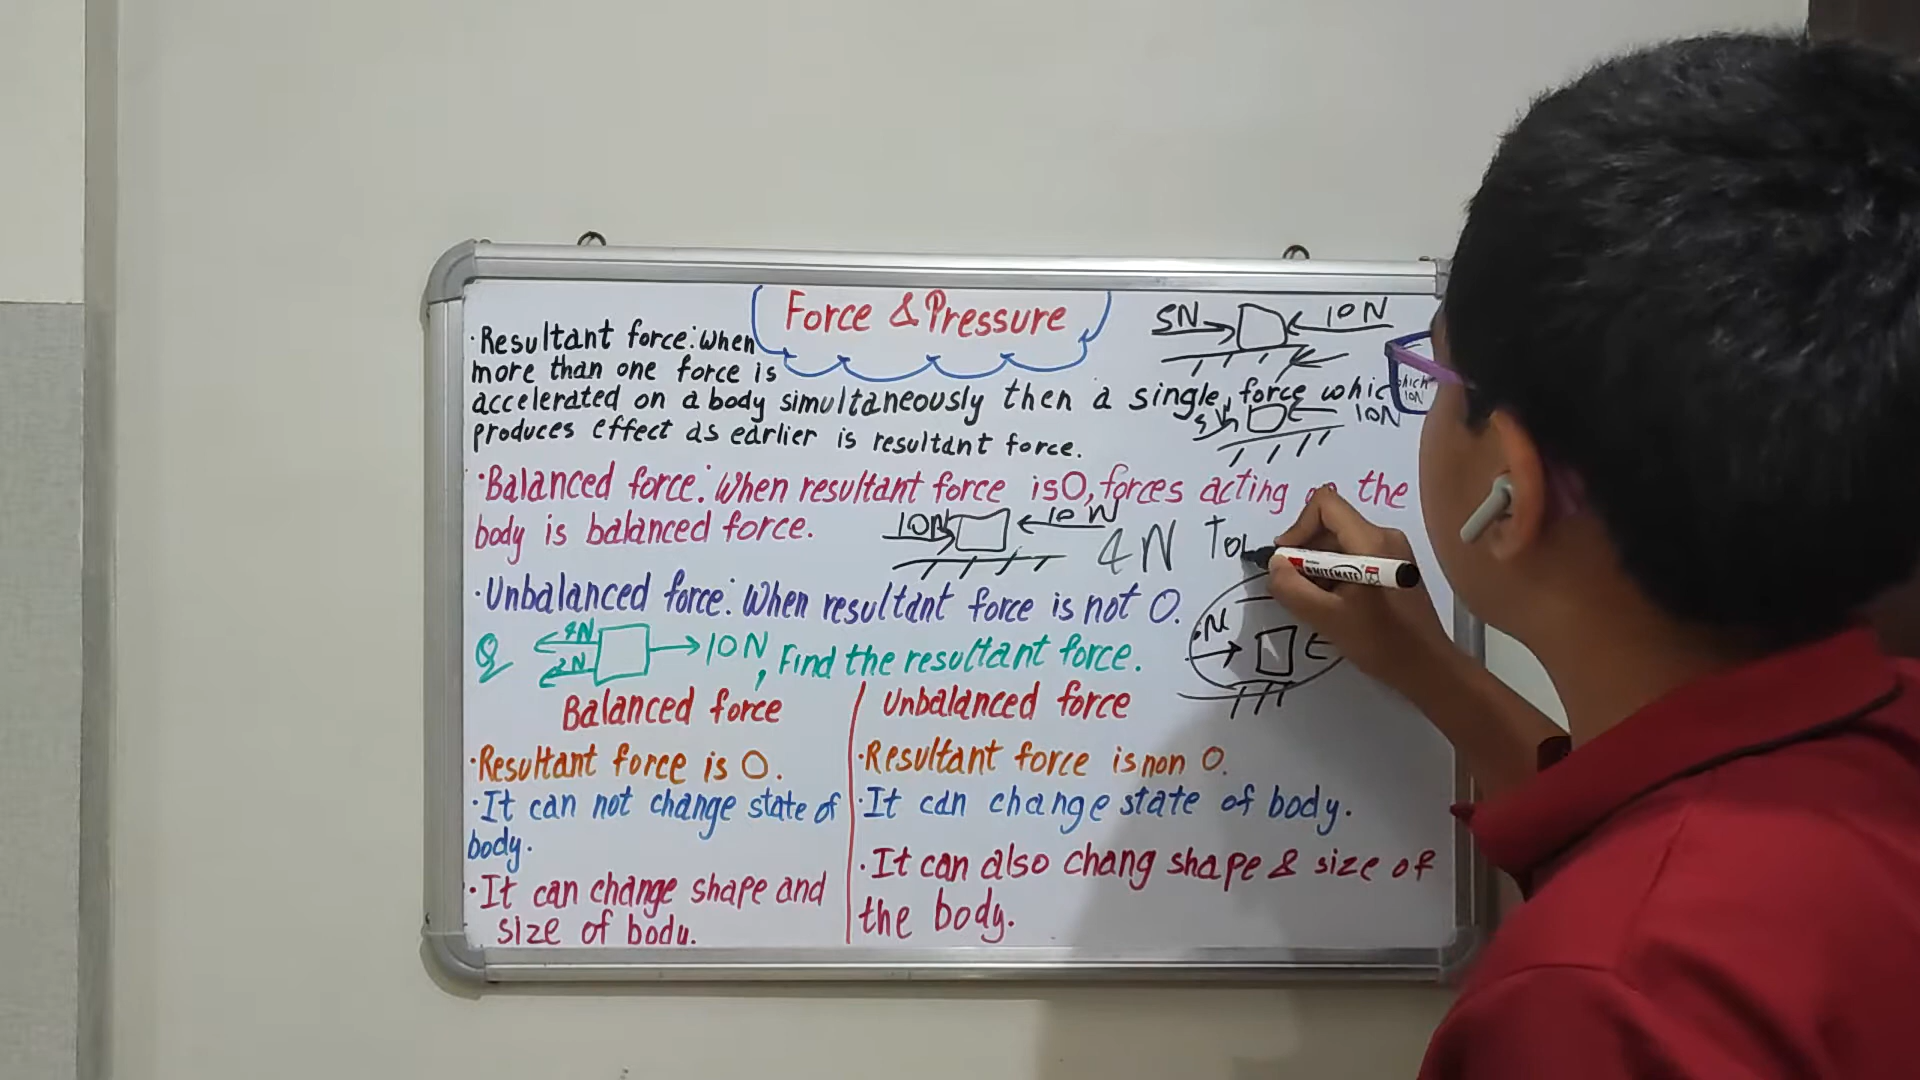 Force & Pressure
5N 10N
·Resultant force: When
more than one force is
accelerated on a body simultaneously then a single force which
produces effect as earlier is resultant force.
10N
·Balanced force: When resultant force is 0, forces acting the
body is balanced force.
10N 10N
4N
·Unbalanced force: When resultant force is not 0.
Q 4N 2N 10N, Find the resultant force.
N
Balanced force
·Resultant force is 0.
·It can not change state of
body.
·It can change shape and
size of body.
Unbalanced force
·Resultant force is non 0.
·It can change state of body.
·It can also chang shape & size of
the body.
WHITEMATE